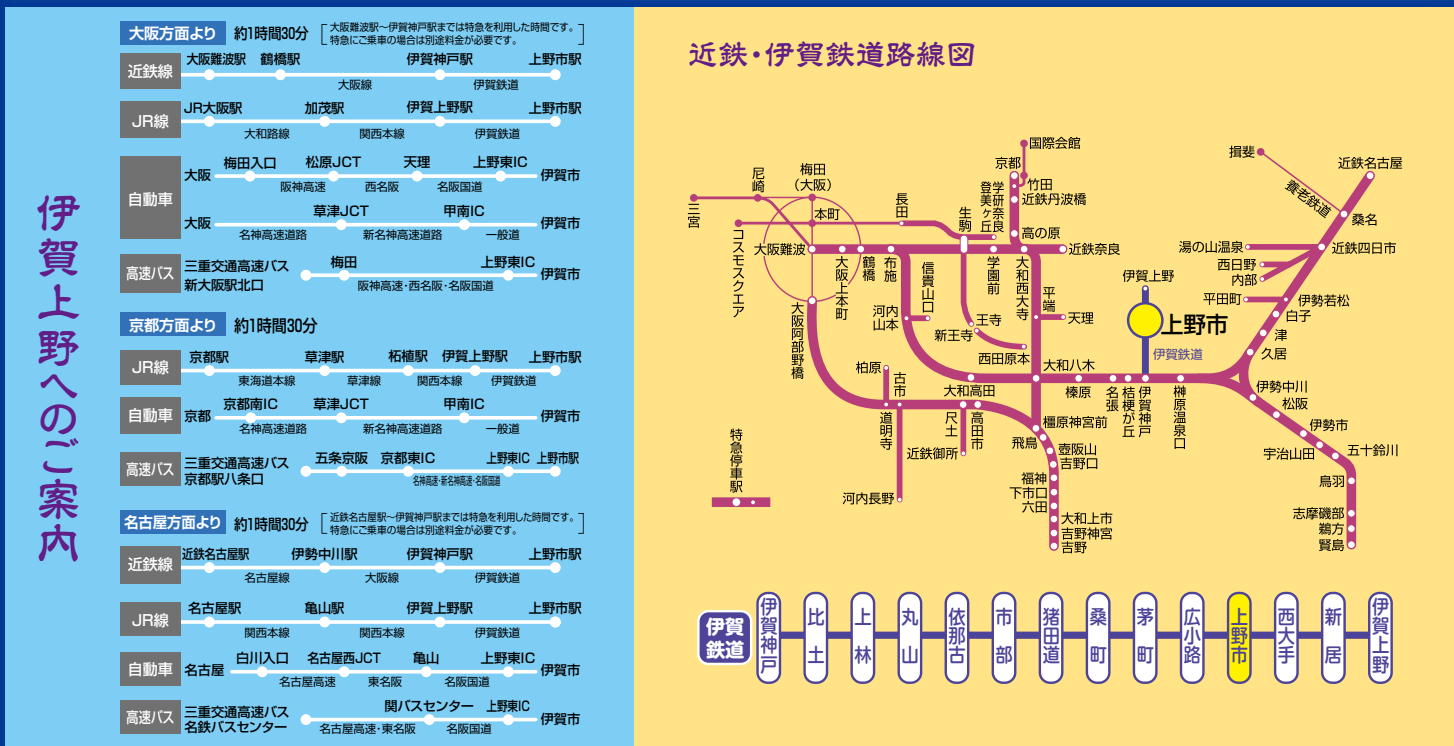 伊賀上野へのご案内
大阪方面より 約1時間30分
大阪難波駅〜伊賀神戸駅までは特急を利用した時間です。
特急にご乗車の場合は別途料金が必要です。
近鉄線 大阪難波駅 鶴橋駅 伊賀神戸駅 上野市駅
大阪線 伊賀鉄道
JR線 JR大阪駅 加茂駅 伊賀上野駅 上野市駅
大和路線 関西本線 伊賀鉄道
自動車
大阪 梅田入口 松原JCT 天理 上野東IC 伊賀市
阪神高速 西名阪 名阪国道
大阪 草津JCT 甲南IC 伊賀市
名神高速道路 新名神高速道路 一般道
高速バス
三重交通高速バス
新大阪駅北口
梅田 上野東IC 伊賀市
阪神高速・西名阪・名阪国道
京都方面より 約1時間30分
JR線 京都駅 草津駅 柘植駅 伊賀上野駅 上野市駅
東海道本線 草津線 関西本線 伊賀鉄道
自動車 京都 京都南IC 草津JCT 甲南IC 伊賀市
名神高速道路 新名神高速道路 一般道
高速バス
三重交通高速バス
京都駅八条口
五条京阪 京都東IC 上野東IC 上野市駅
名神高速・新名神高速・名阪国道
名古屋方面より 約1時間30分
近鉄名古屋駅〜伊賀神戸駅までは特急を利用した時間です。
特急にご乗車の場合は別途料金が必要です。
近鉄線 近鉄名古屋駅 伊勢中川駅 伊賀神戸駅 上野市駅
名古屋線 大阪線 伊賀鉄道
JR線 名古屋駅 亀山駅 伊賀上野駅 上野市駅
関西本線 関西本線 伊賀鉄道
自動車 名古屋 白川入口 名古屋西JCT 亀山 上野東IC 伊賀市
名古屋高速 東名阪 名阪国道
高速バス
三重交通高速バス
名鉄バスセンター
関バスセンター 上野東IC 伊賀市
名古屋高速・東名阪 名阪国道
近鉄・伊賀鉄道路線図
国際会館
京都
竹田
近鉄丹波橋
高の原
揖斐
養老鉄道
近鉄名古屋
桑名
近鉄四日市
湯の山温泉
西日野
内部
平田町
伊勢若松
白子
津
久居
伊勢中川
松阪
伊勢市
宇治山田
五十鈴川
鳥羽
志摩磯部
鵜方
賢島
三宮
尼崎
梅田
(大阪)
本町
コスモスクエア
長田
生駒
学研奈良
登美ヶ丘
大阪難波
大阪上本町
鶴橋
布施
信貴山口
河内
山本
学園前
大和西大寺
近鉄奈良
平端
天理
王寺
新王寺
西田原本
大阪阿部野橋
柏原
古市
道明寺
河内長野
大和高田
尺土
高田市
近鉄御所
大和八木
榛原
名張
桔梗が丘
伊賀神戸
榊原温泉口
伊賀上野
上野市
伊賀鉄道
橿原神宮前
飛鳥
壺阪山
吉野口
福神
下市口
六田
大和上市
吉野神宮
吉野
特急停車駅
伊賀
鉄道
伊賀神戸
比土
上林
丸山
依那古
市部
猪田道
桑町
茅町
広小路
上野市
西大手
新居
伊賀上野